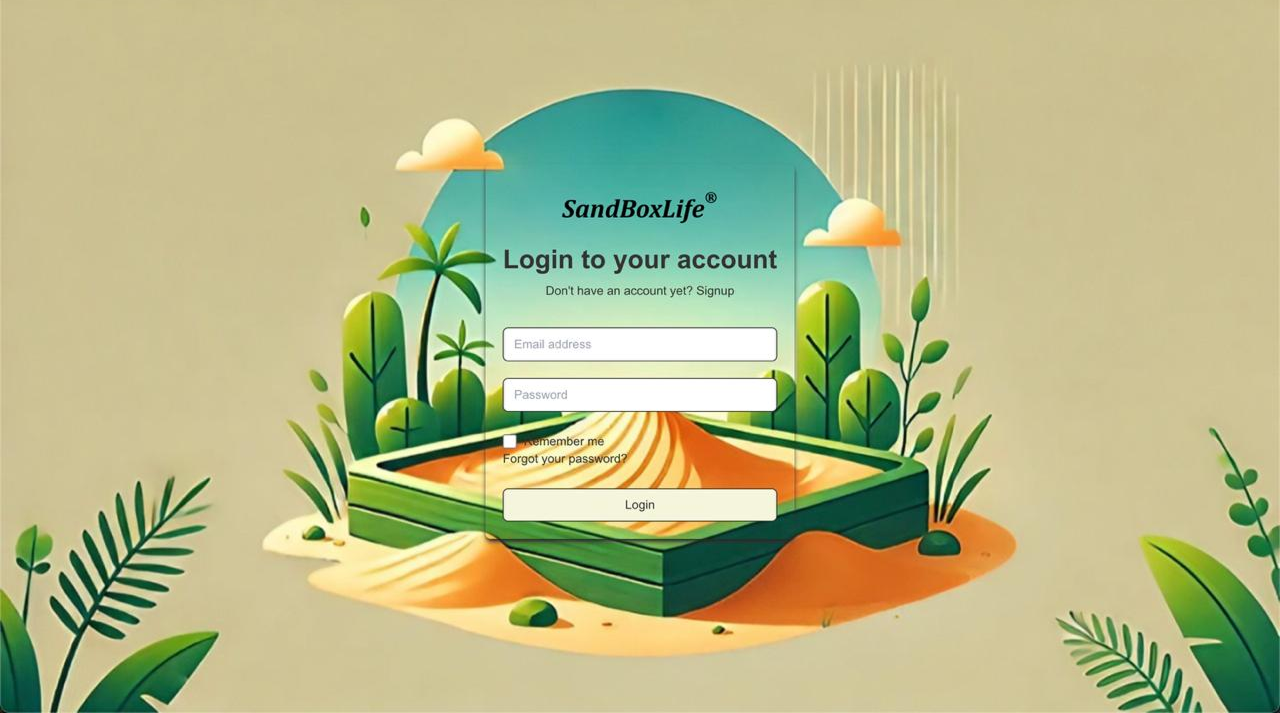 SandBoxLife®
Login to your account
Don't have an account yet? Signup
Email address
Password
Remember me
Forgot your password?
Login